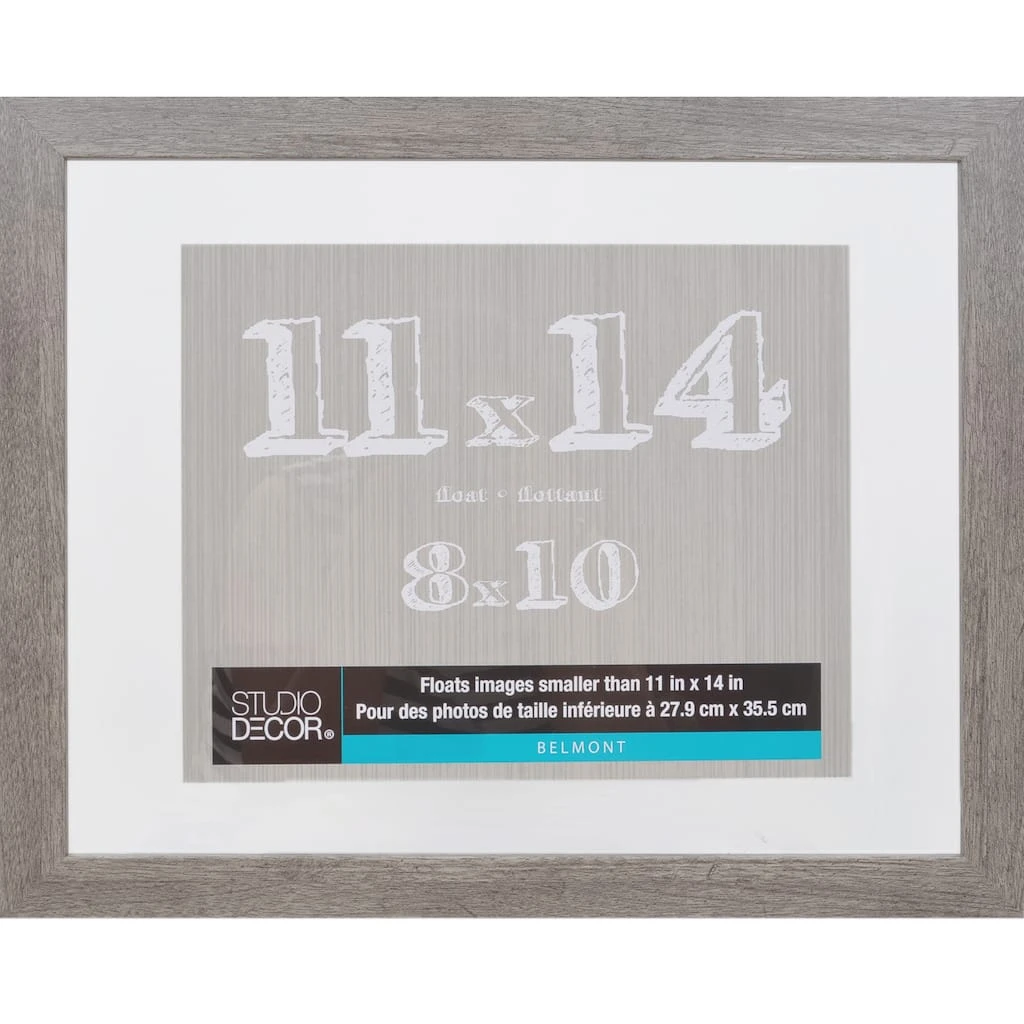 11x14
float • flottant
8x10
STUDIO
DECOR®
Floats images smaller than 11 in x 14 in
Pour des photos de taille inférieure à 27.9 cm x 35.5 cm
BELMONT